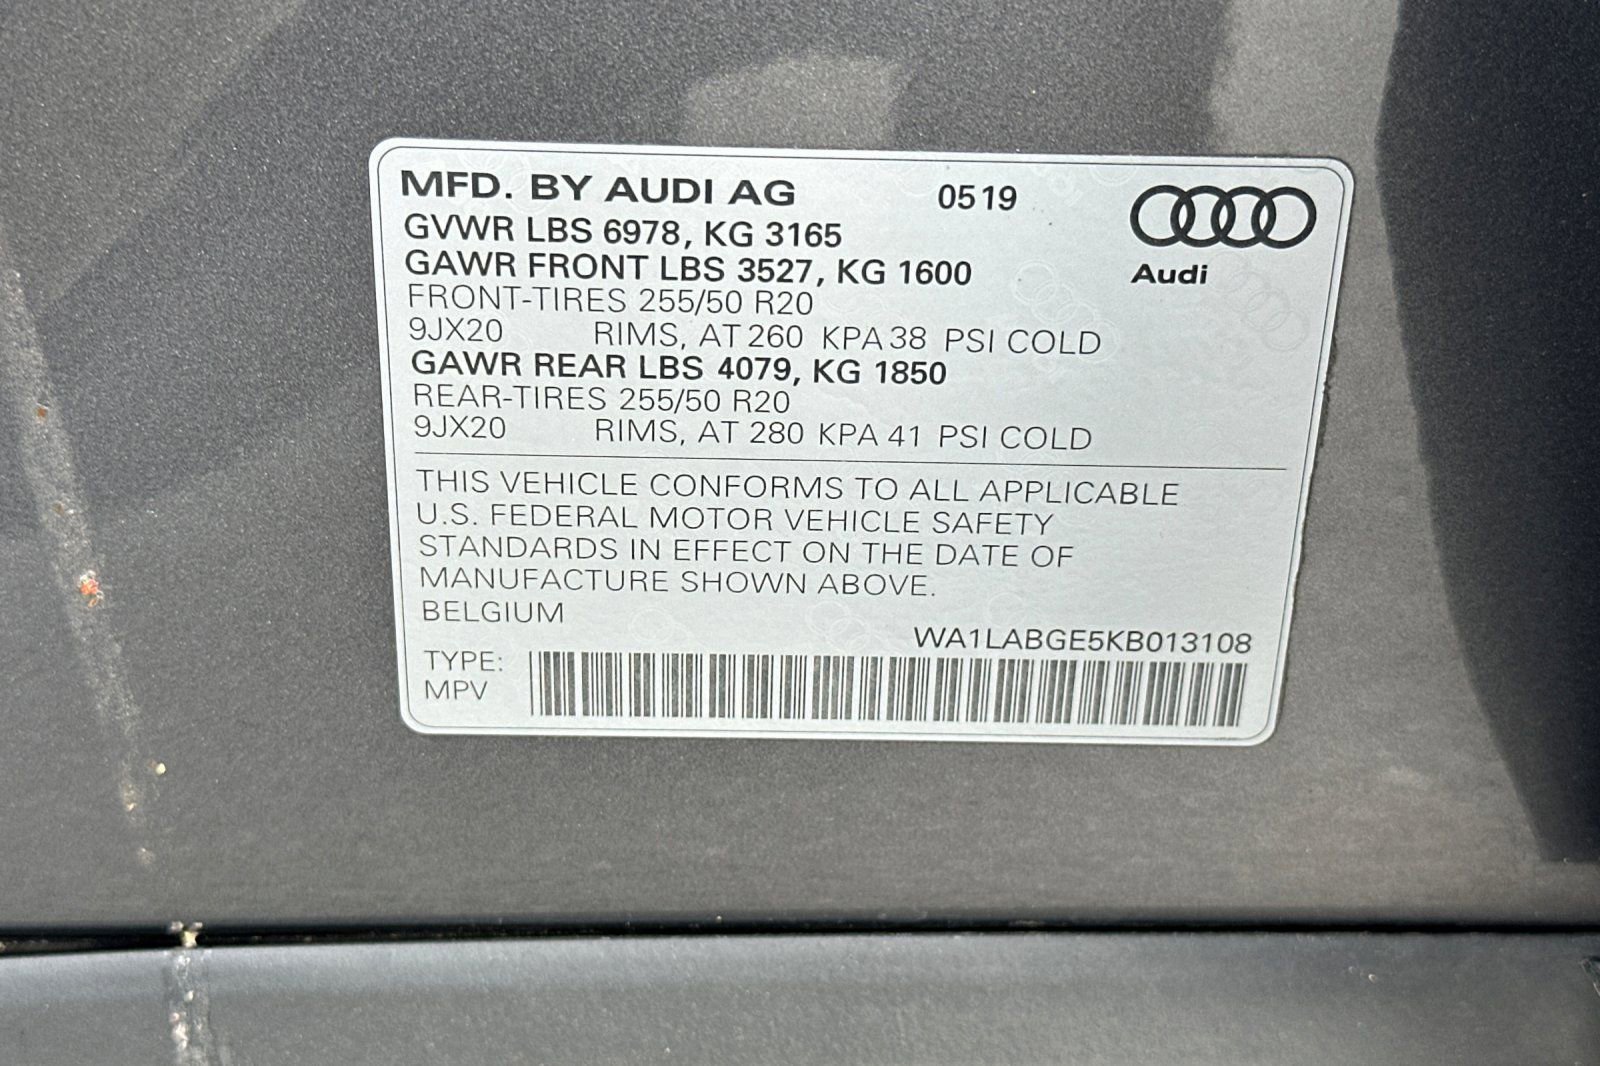 MFD. BY AUDI AG 0519
GVWR LBS 6978, KG 3165
GAWR FRONT LBS 3527, KG 1600
Audi
FRONT-TIRES 255/50 R20
9JX20 RIMS, AT 260 KPA 38 PSI COLD
GAWR REAR LBS 4079, KG 1850
REAR-TIRES 255/50 R20
9JX20 RIMS, AT 280 KPA 41 PSI COLD
THIS VEHICLE CONFORMS TO ALL APPLICABLE
U.S. FEDERAL MOTOR VEHICLE SAFETY
STANDARDS IN EFFECT ON THE DATE OF
MANUFACTURE SHOWN ABOVE.
BELGIUM
WA1LABGE5KB013108
TYPE:
MPV